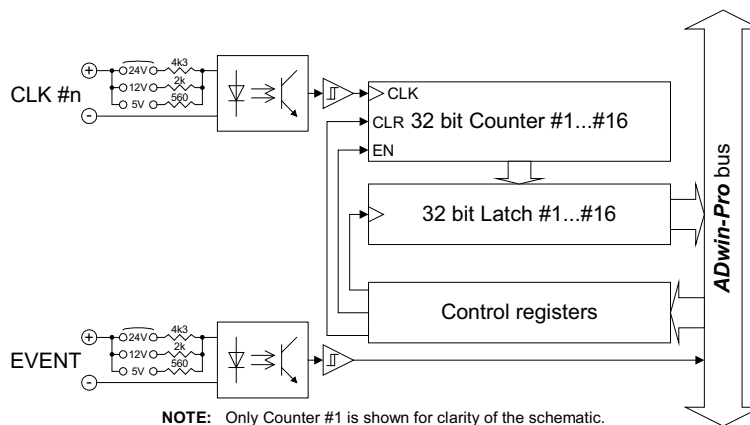 CLK #n
+
24V 4k3
12V 2k
5V 560
−
CLK
CLR 32 bit Counter #1...#16
EN
32 bit Latch #1...#16
Control registers
ADwin-Pro bus
EVENT
+
24V 4k3
12V 2k
5V 560
−
NOTE: Only Counter #1 is shown for clarity of the schematic.